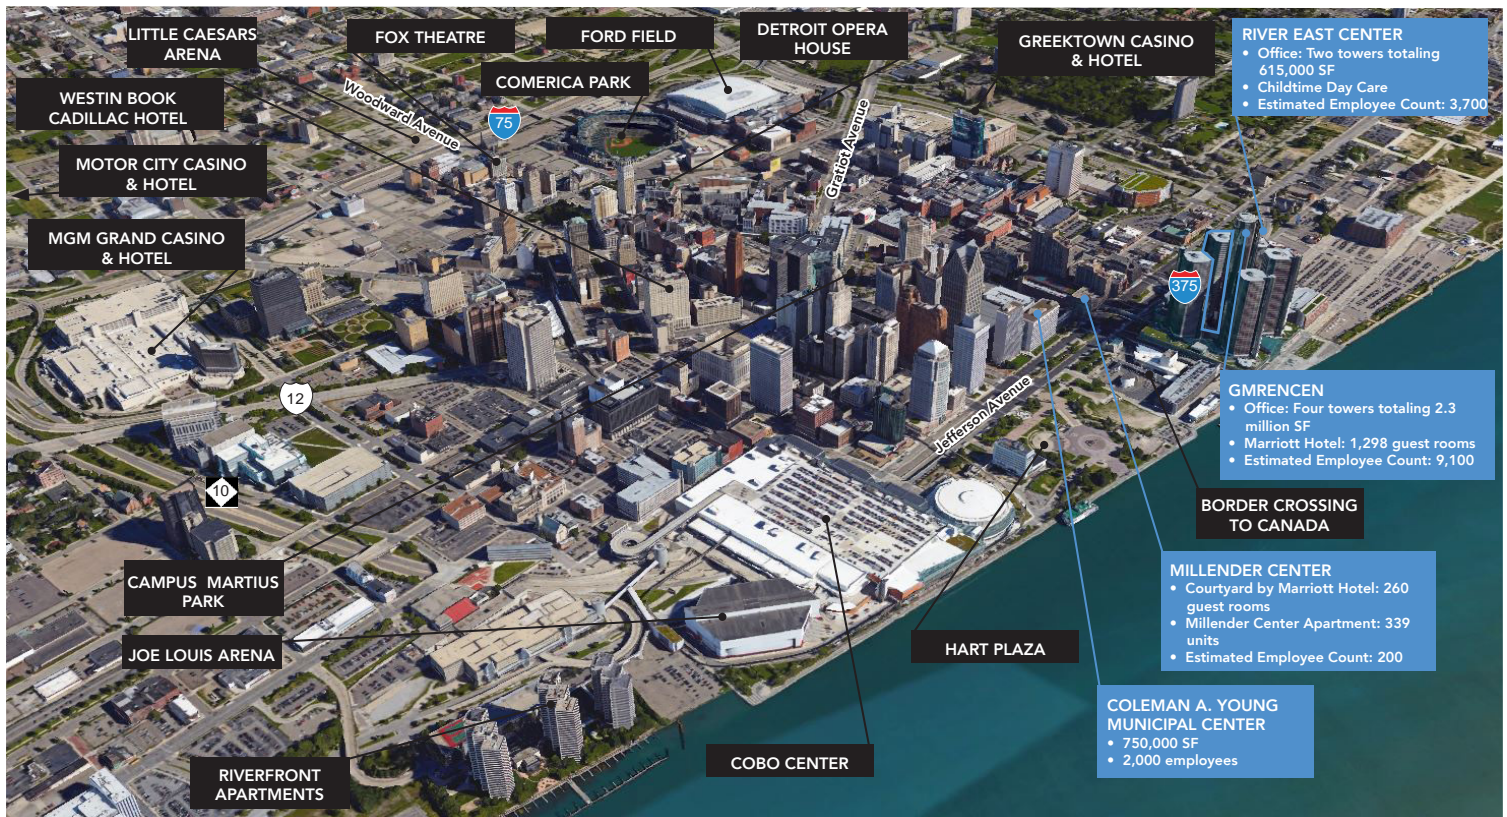 LITTLE CAESARS
ARENA
FOX THEATRE
FORD FIELD
DETROIT OPERA
HOUSE
GREEKTOWN CASINO
& HOTEL
RIVER EAST CENTER
• Office: Two towers totaling
615,000 SF
• Childtime Day Care
• Estimated Employee Count: 3,700
COMERICA PARK
WESTIN BOOK
CADILLAC HOTEL
Woodward Avenue
75
Gratiot Avenue
MOTOR CITY CASINO
& HOTEL
MGM GRAND CASINO
& HOTEL
375
12
Jefferson Avenue
GMRENCEN
• Office: Four towers totaling 2.3
million SF
• Marriott Hotel: 1,298 guest rooms
• Estimated Employee Count: 9,100
10
BORDER CROSSING
TO CANADA
CAMPUS MARTIUS
PARK
MILLENDER CENTER
• Courtyard by Marriott Hotel: 260
guest rooms
• Millender Center Apartment: 339
units
• Estimated Employee Count: 200
JOE LOUIS ARENA
HART PLAZA
COLEMAN A. YOUNG
MUNICIPAL CENTER
• 750,000 SF
• 2,000 employees
COBO CENTER
RIVERFRONT
APARTMENTS